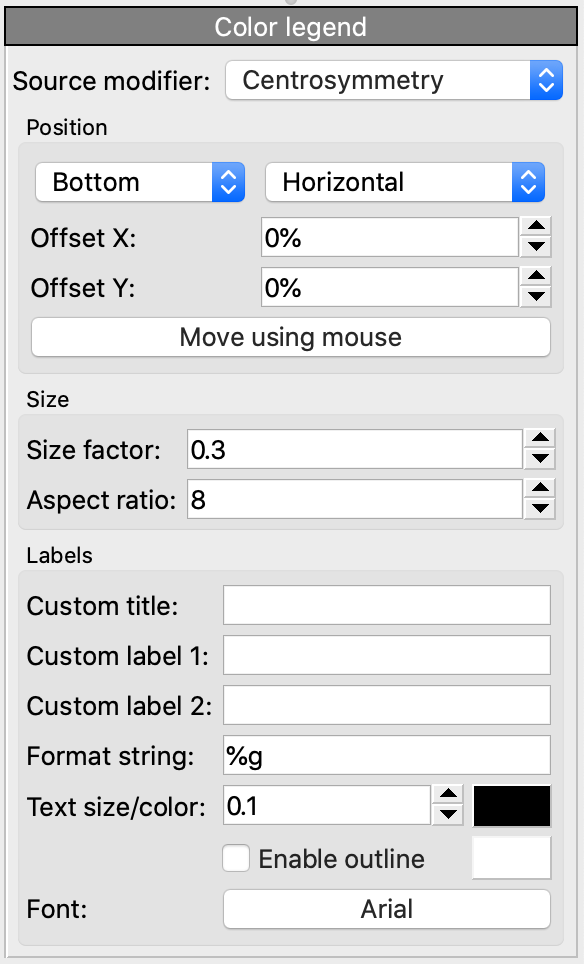 Color legend
Source modifier: Centrosymmetry
Position
Bottom Horizontal
Offset X: 0%
Offset Y: 0%
Move using mouse
Size
Size factor: 0.3
Aspect ratio: 8
Labels
Custom title:
Custom label 1:
Custom label 2:
Format string: %g
Text size/color: 0.1
Enable outline
Font: Arial